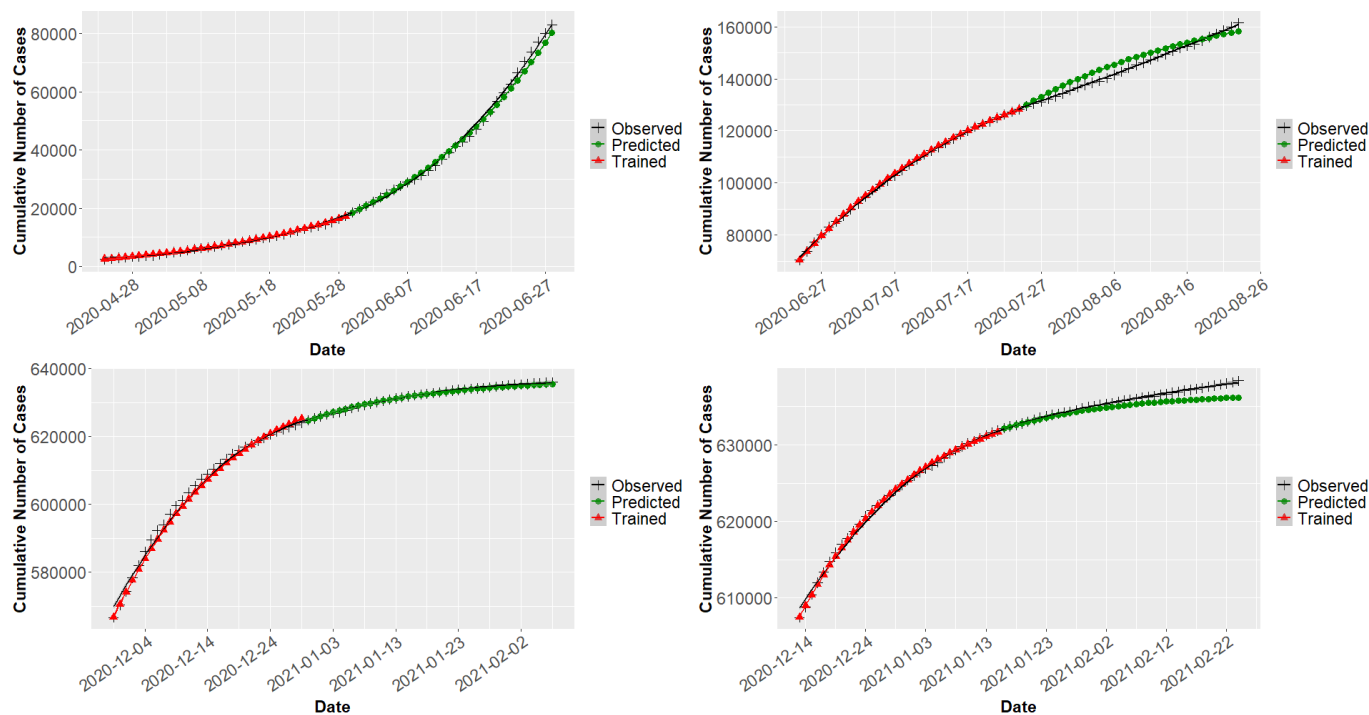 Cumulative Number of Cases
80000
60000
40000
20000
0
2020-04-28
2020-05-08
2020-05-18
2020-05-28
2020-06-07
2020-06-17
2020-06-27
Date
Observed
Predicted
Trained
Cumulative Number of Cases
160000
140000
120000
100000
80000
2020-06-27
2020-07-07
2020-07-17
2020-07-27
2020-08-06
2020-08-16
2020-08-26
Date
Observed
Predicted
Trained
Cumulative Number of Cases
640000
620000
600000
580000
2020-12-04
2020-12-14
2020-12-24
2021-01-03
2021-01-13
2021-01-23
2021-02-02
Date
Observed
Predicted
Trained
Cumulative Number of Cases
630000
620000
610000
2020-12-14
2020-12-24
2021-01-03
2021-01-13
2021-01-23
2021-02-02
2021-02-12
2021-02-22
Date
Observed
Predicted
Trained